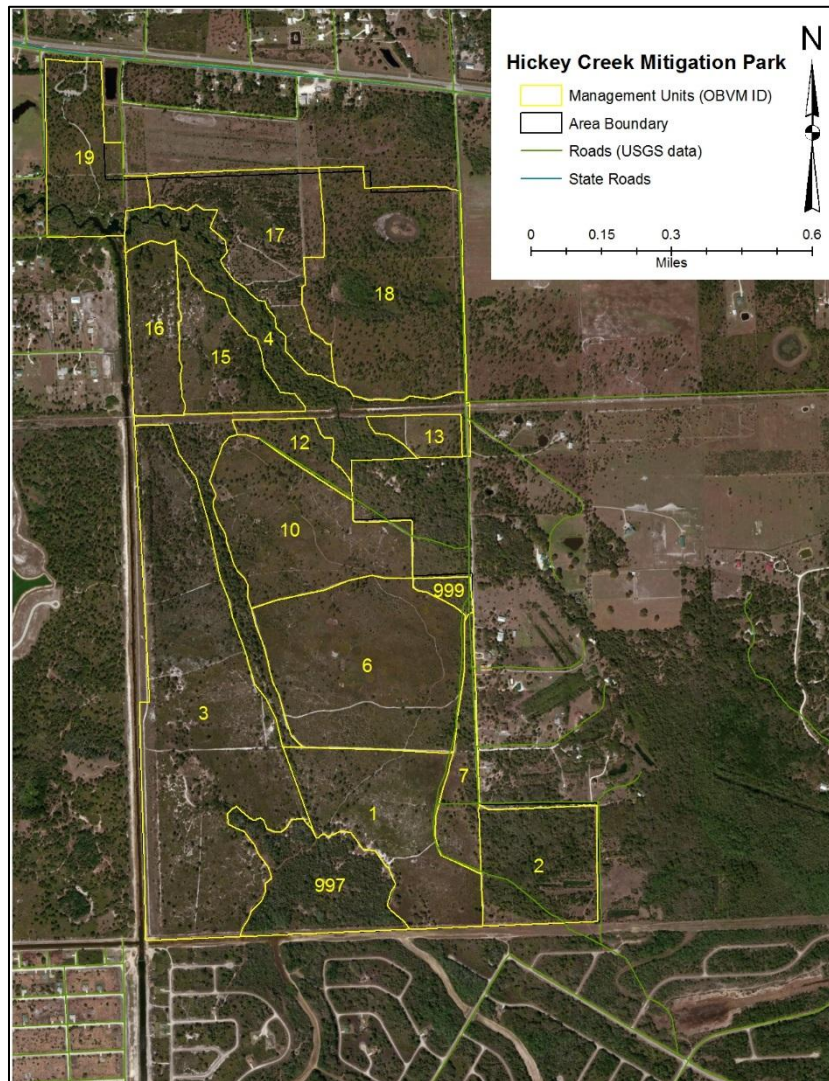 N
Hickey Creek Mitigation Park
Management Units (OBVM ID)
Area Boundary
Roads (USGS data)
State Roads
0 0.15 0.3 0.6
Miles
19
17
18
16
4
15
13
12
10
999
6
3
7
1
2
997